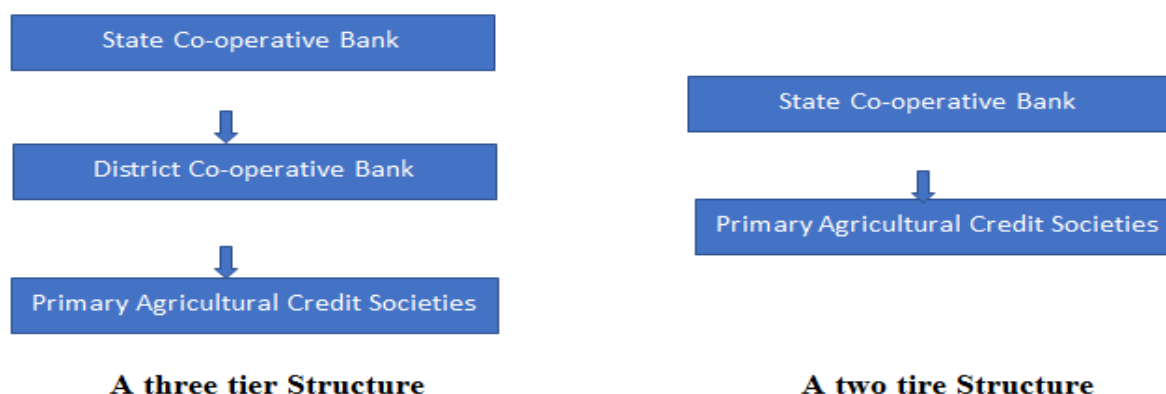 State Co-operative Bank
District Co-operative Bank
Primary Agricultural Credit Societies
A three tier Structure
State Co-operative Bank
Primary Agricultural Credit Societies
A two tire Structure